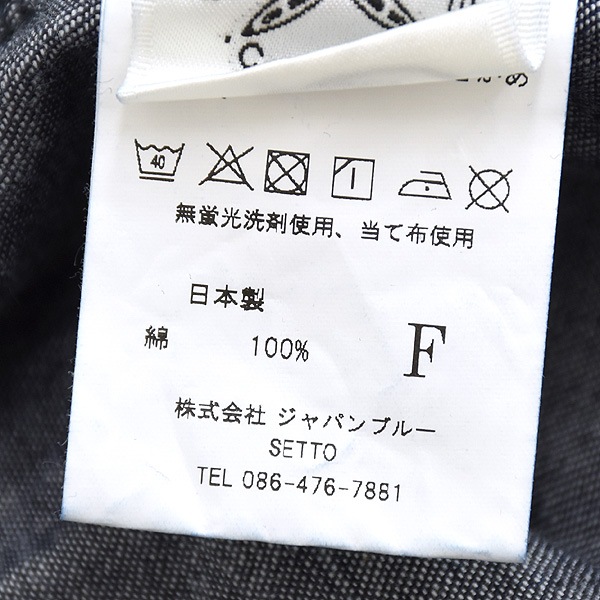 40
無蛍光洗剤使用、当て布使用
日本製
綿 100% F
株式会社 ジャパンブルー
SETTO
TEL 086-476-7881